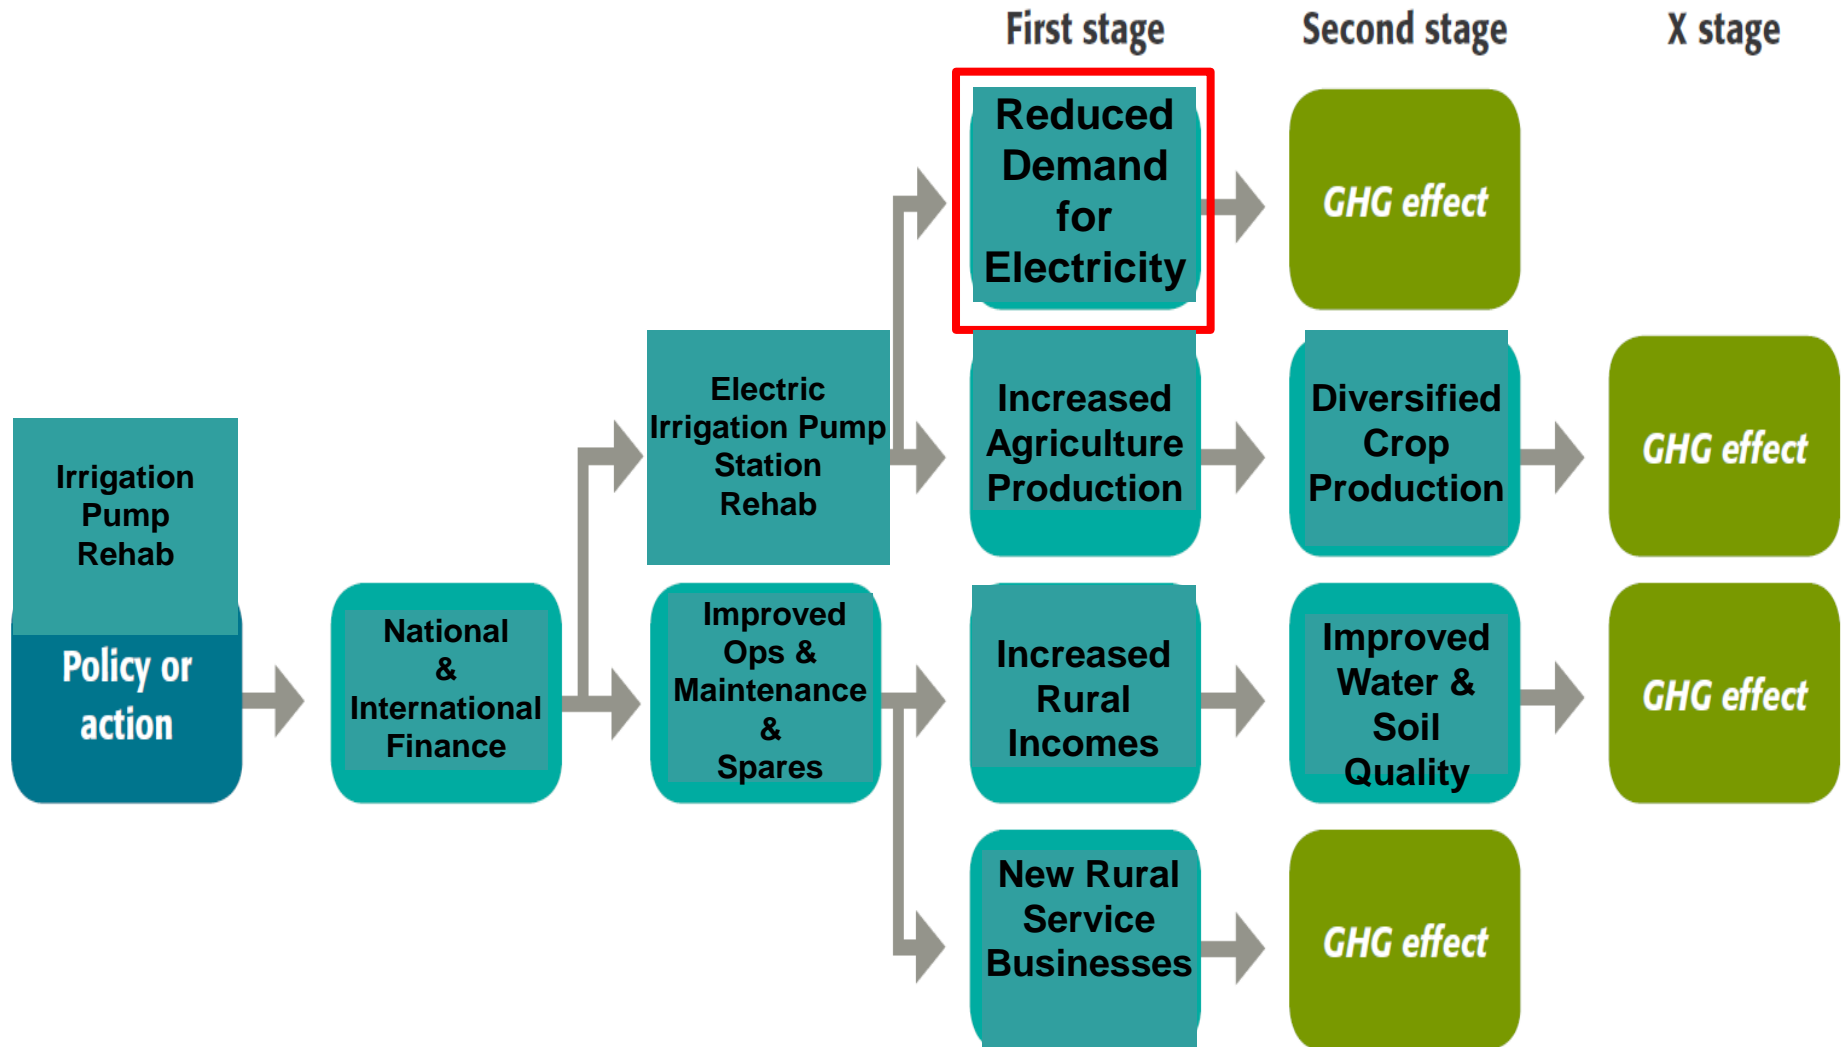 First stage
Second stage
X stage
Reduced
Demand
for
Electricity
GHG effect
Irrigation
Pump
Rehab
Policy or
action
National
&
International
Finance
Electric
Irrigation Pump
Station
Rehab
Increased
Agriculture
Production
Diversified
Crop
Production
GHG effect
Improved
Ops &
Maintenance
&
Spares
Increased
Rural
Incomes
Improved
Water &
Soil
Quality
GHG effect
New Rural
Service
Businesses
GHG effect